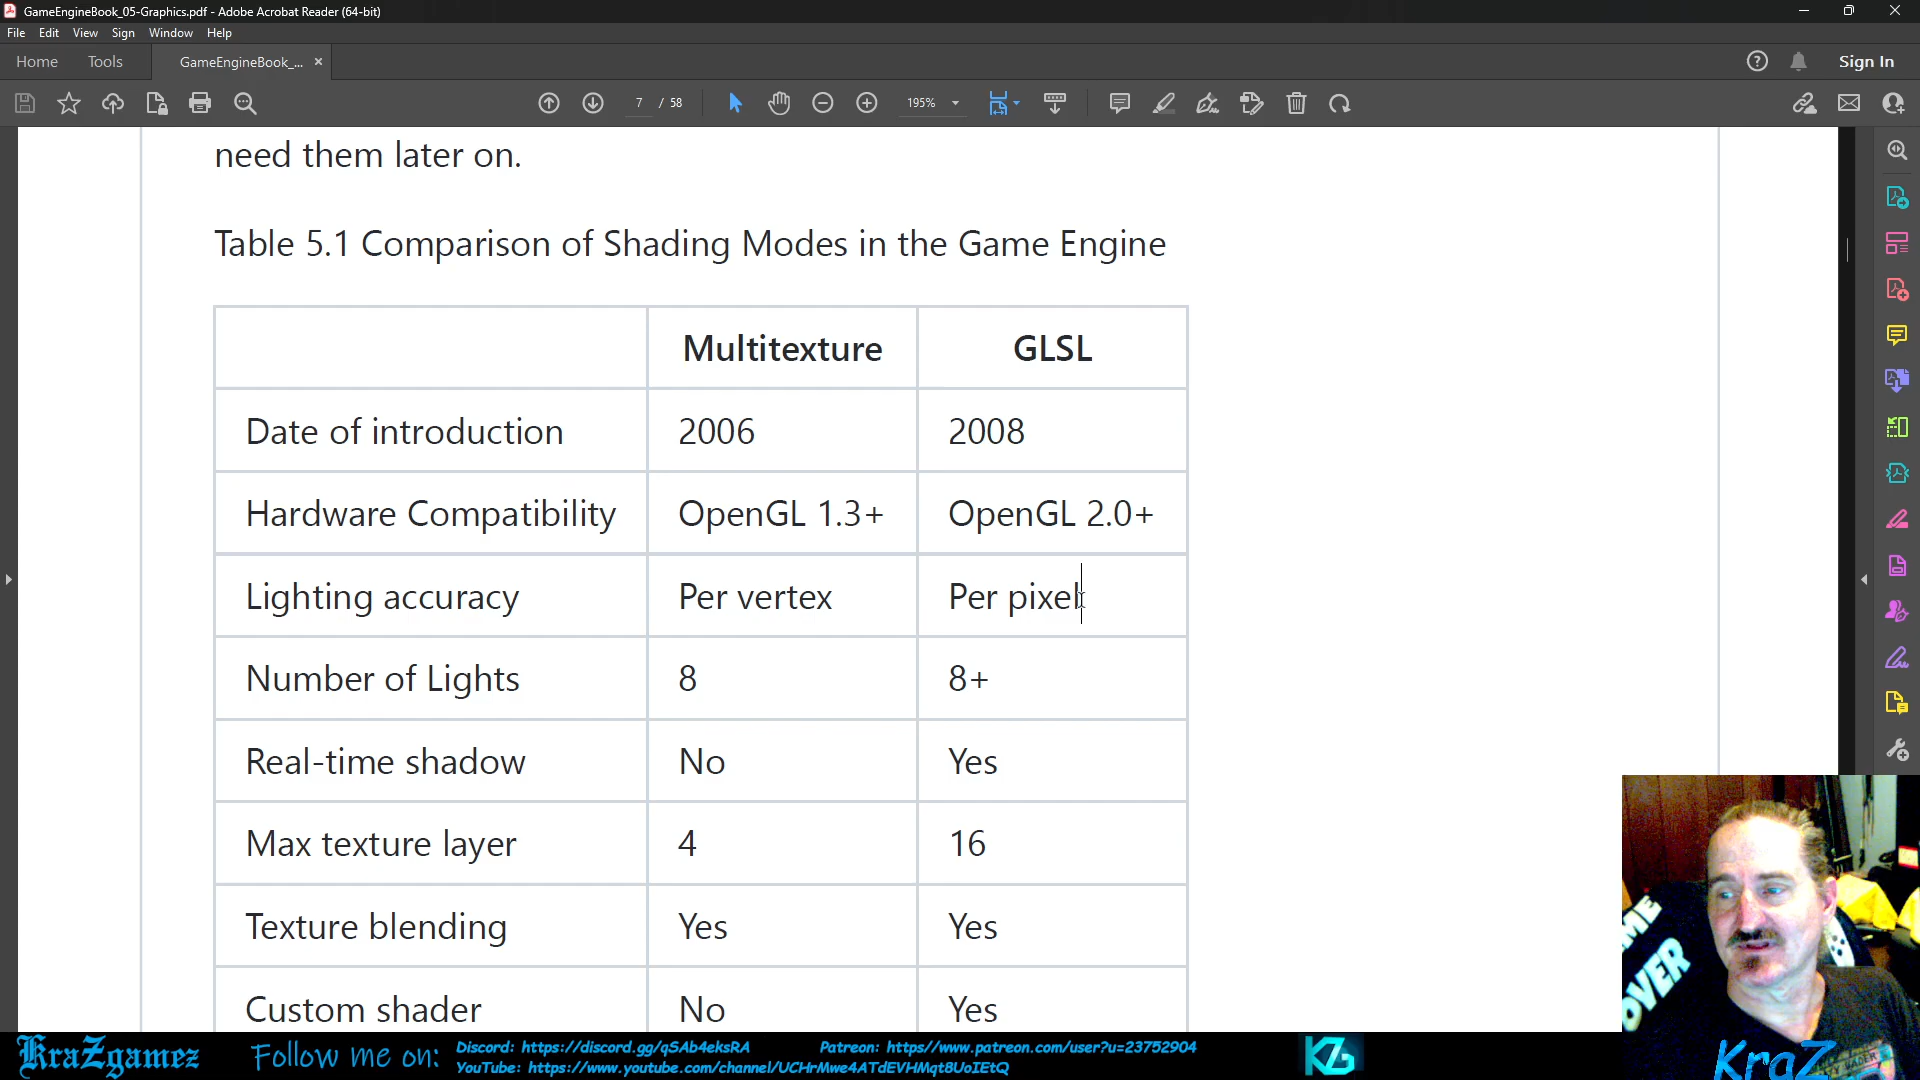 GameEngineBook_05-Graphics.pdf - Adobe Acrobat Reader (64-bit)
File Edit View Sign Window Help
Home Tools GameEngineBook_... × Sign In
7 / 58 195%
need them later on.
Table 5.1 Comparison of Shading Modes in the Game Engine
Multitexture GLSL
Date of introduction 2006 2008
Hardware Compatibility OpenGL 1.3+ OpenGL 2.0+
Lighting accuracy Per vertex Per pixel
Number of Lights 8 8+
Real-time shadow No Yes
Max texture layer 4 16
Texture blending Yes Yes
Custom shader No Yes
OVER
KraZgamez Follow me on: Discord: https://discord.gg/qSAb4eksRA Patreon: https//www.patreon.com/user?u=23752904
YouTube: https://www.youtube.com/channel/UCHrMwe4ATdEVHMqt8UoIEtQ
KZG
KraZ